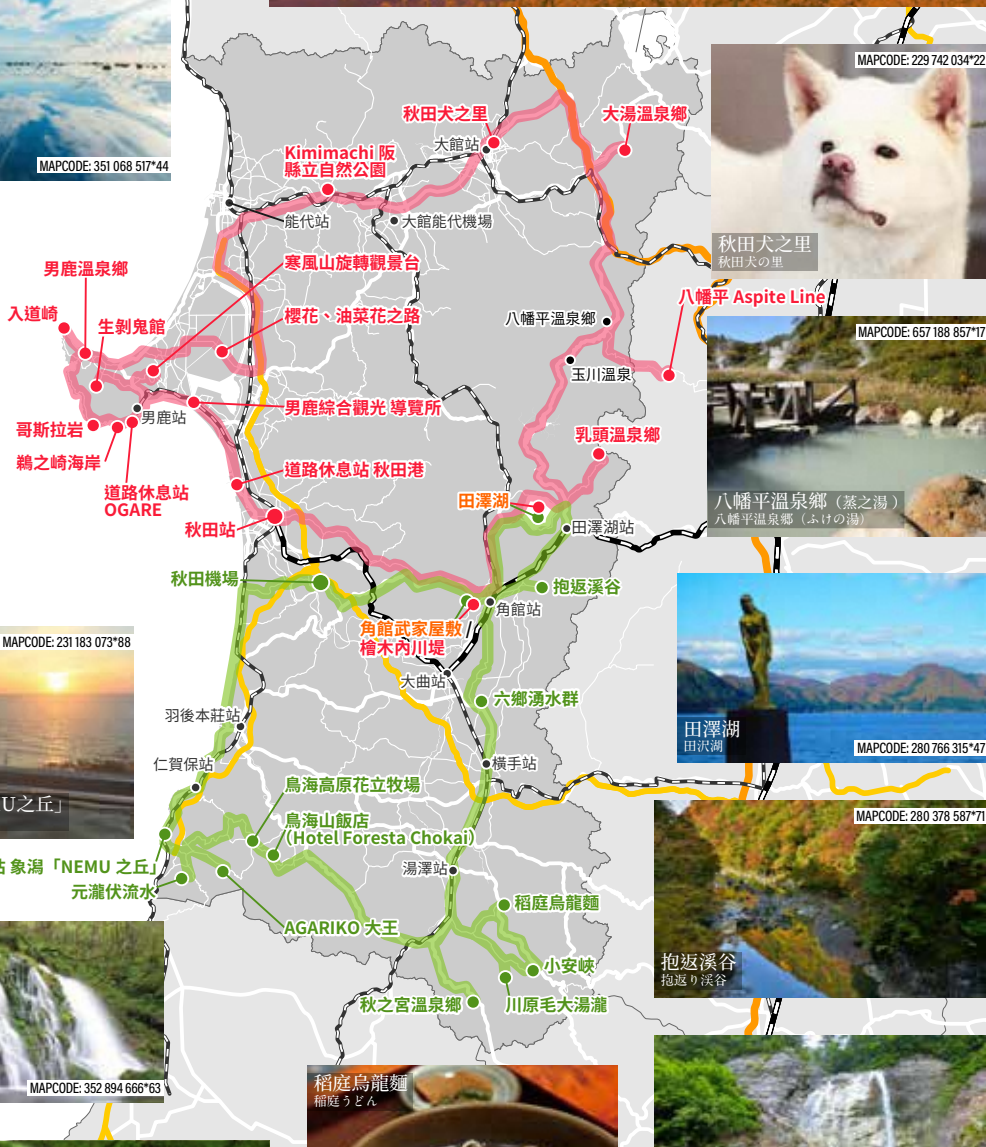 MAPCODE: 229 742 034*22
MAPCODE: 351 068 517*44
秋田犬之里
大湯溫泉鄉
大館站
Kimimachi 阪
縣立自然公園
能代站
大館能代機場
秋田犬之里
秋田犬の里
男鹿溫泉鄉
寒風山旋轉觀景台
八幡平 Aspite Line
入道崎
生剝鬼館
櫻花、油菜花之路
八幡平溫泉鄉
MAPCODE: 657 188 857*17
玉川溫泉
男鹿綜合觀光 導覽所
男鹿站
哥斯拉岩
乳頭溫泉鄉
鵜之崎海岸
道路休息站 秋田港
道路休息站
OGARE
田澤湖
八幡平溫泉鄉（蒸之湯 ）
八幡平温泉郷（ふけの湯）
秋田站
田澤湖站
秋田機場
抱返溪谷
角館站
角館武家屋敷 /
檜木內川堤
MAPCODE: 231 183 073*88
大曲站
六鄉湧水群
羽後本莊站
田澤湖
田沢湖
MAPCODE: 280 766 315*47
仁賀保站
橫手站
鳥海高原花立牧場
U之丘」
MAPCODE: 280 378 587*71
鳥海山飯店
（Hotel Foresta Chokai）
站 象潟「NEMU 之丘」
元瀧伏流水
湯澤站
稻庭烏龍麵
AGARIKO 大王
抱返溪谷
抱返り渓谷
小安峽
秋之宮溫泉鄉
川原毛大湯瀧
稻庭烏龍麵
稲庭うどん
MAPCODE: 352 894 666*63